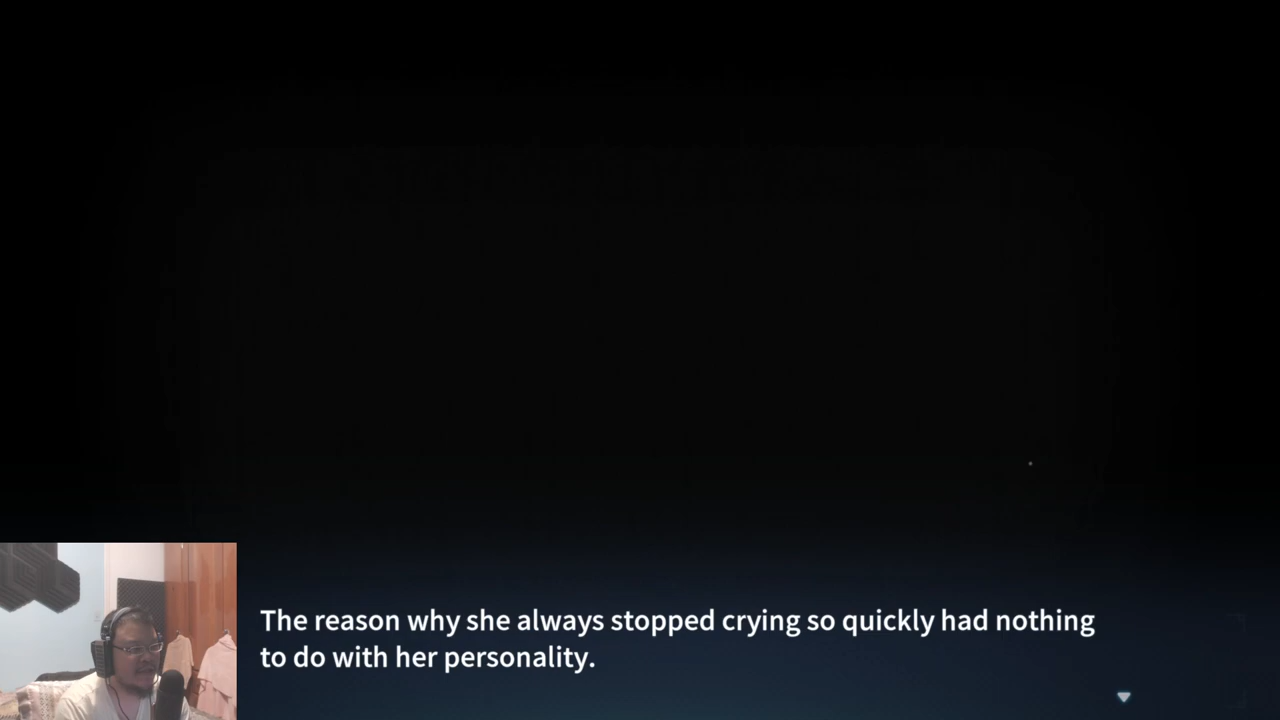 The reason why she always stopped crying so quickly had nothing
to do with her personality.